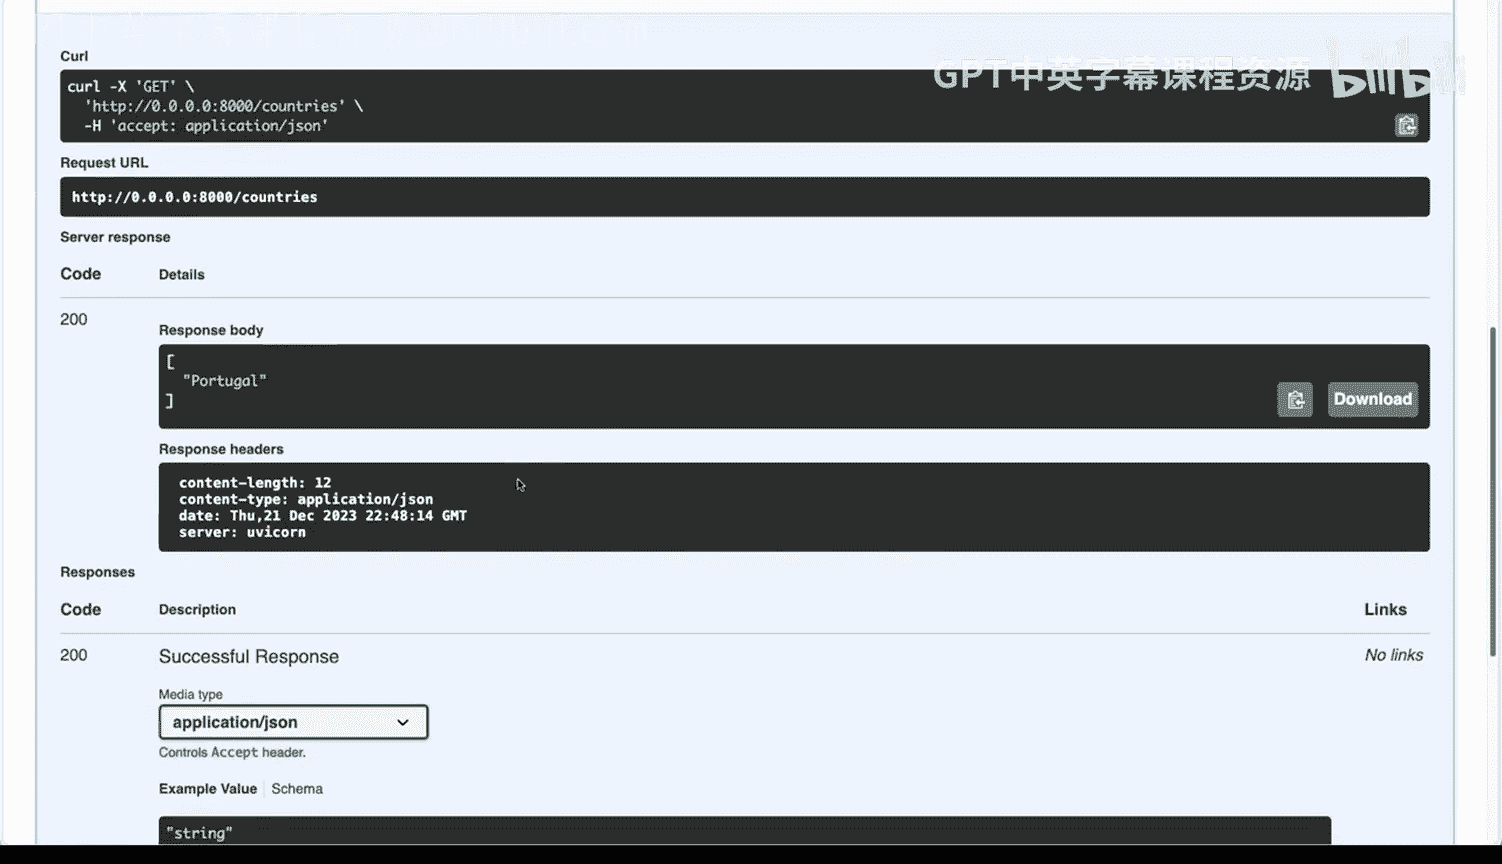 Curl
curl -X 'GET' \
'http://0.0.0.0:8000/countries' \
-H 'accept: application/json'
GPT中英字幕课程资源 bilibili
Request URL
http://0.0.0.0:8000/countries
Server response
Code Details
200
Response body
[
"Portugal"
]
Download
Response headers
content-length: 12
content-type: application/json
date: Thu,21 Dec 2023 22:48:14 GMT
server: uvicorn
Responses
Code Description Links
200 Successful Response No links
Media type
application/json
Controls Accept header.
Example Value Schema
"string"